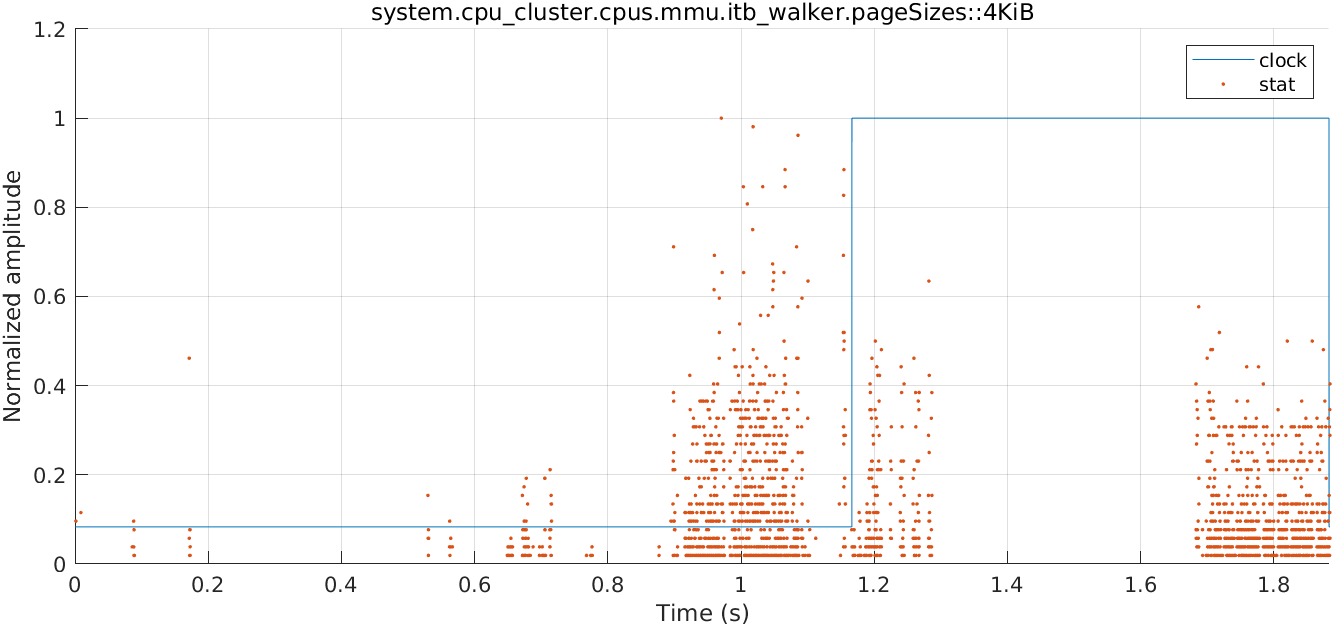 system.cpu_cluster.cpus.mmu.itb_walker.pageSizes::4KiB
1.2
1
0.8
0.6
0.4
0.2
0
Normalized amplitude
clock
stat
0 0.2 0.4 0.6 0.8 1 1.2 1.4 1.6 1.8
Time (s)